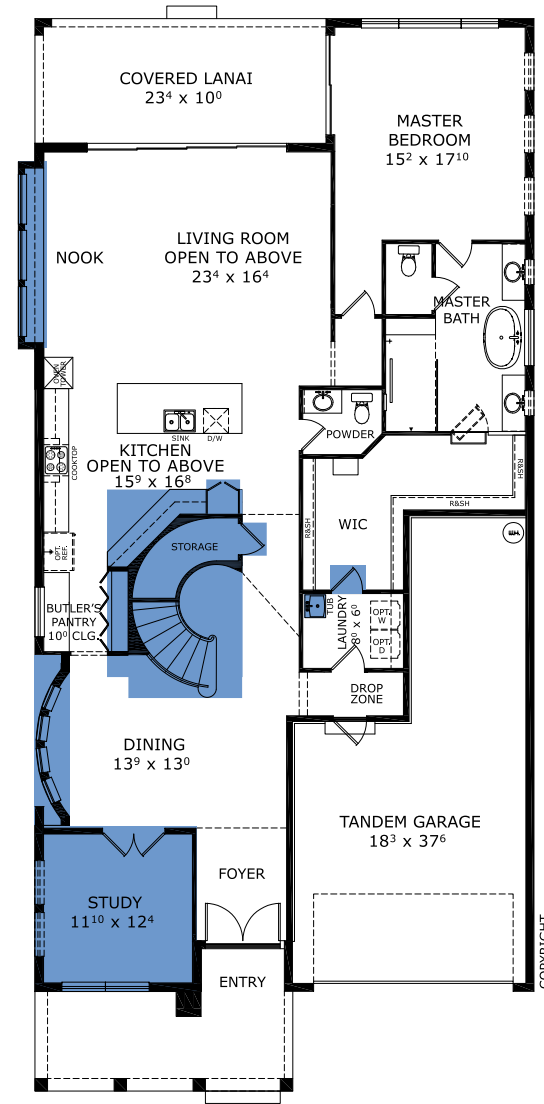 COVERED LANAI
23⁴ x 10⁰
MASTER
BEDROOM
15² x 17¹⁰
NOOK
LIVING ROOM
OPEN TO ABOVE
23⁴ x 16⁴
MASTER
BATH
OVEN
TOWER
SINK
D/W
POWDER
COOKTOP
KITCHEN
OPEN TO ABOVE
15⁹ x 16⁸
R&SH
R&SH
R&SH
WIC
W.H.
STORAGE
OPT.
REF.
BUTLER'S
PANTRY
10⁰ CLG.
TUB
LAUNDRY
8⁰ x 6⁰
OPT.
W
OPT.
D
DROP
ZONE
DINING
13⁹ x 13⁰
TANDEM GARAGE
18³ x 37⁶
FOYER
STUDY
11¹⁰ x 12⁴
ENTRY
COPYRIGHT